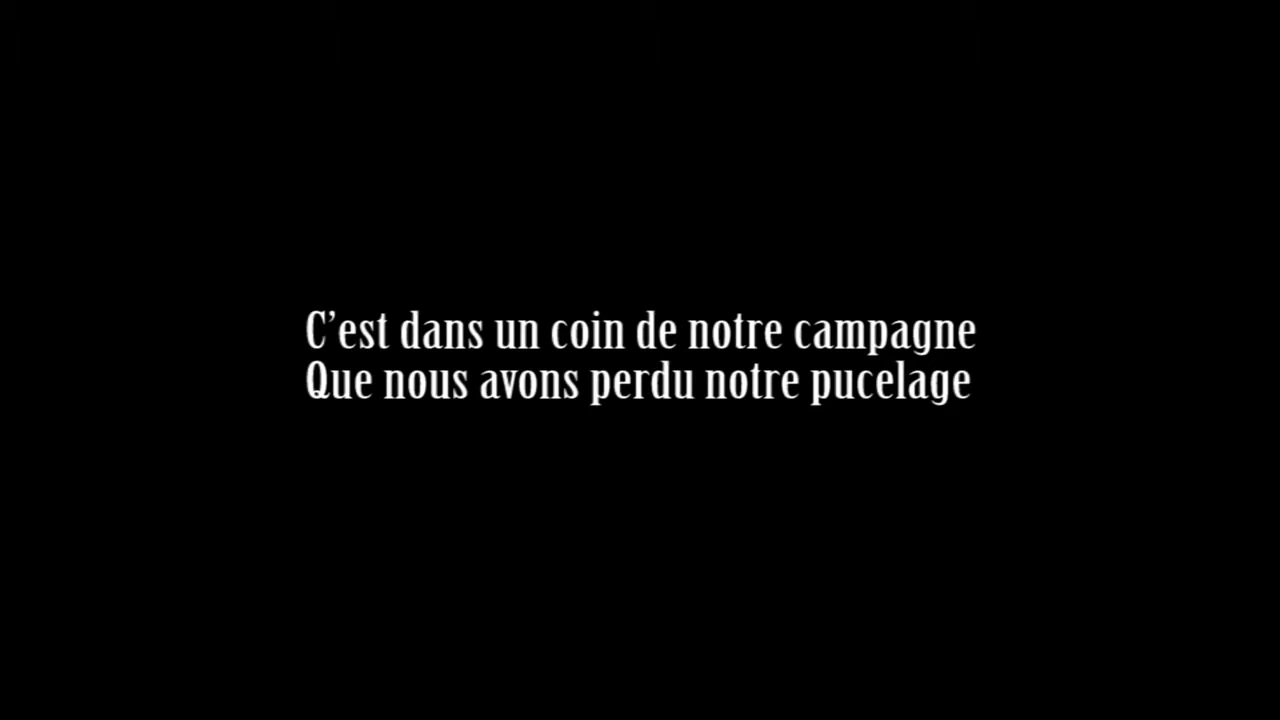 C’est dans un coin de notre campagne
Que nous avons perdu notre pucelage